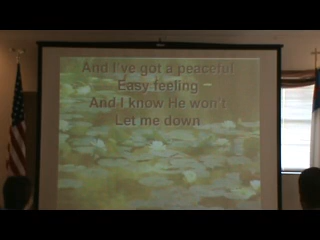 And I've got a peaceful
Easy feeling
And I know He won't
Let me down